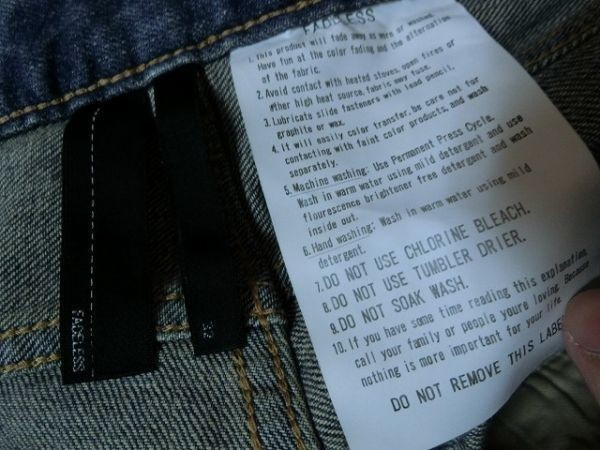 FADELESS
1. This product will fade away as worn or washed.
Have fun at the color fading and the alternation
of the fabric.
2. Avoid contact with heated stoves, open fires or
other high heat source, fabric may fuse.
3. Lubricate slide fasteners with lead pencil,
graphite or wax.
4. It will easily color transfer, be care not for
contacting with faint color products, and wash
separately.
5. Machine washing: Use Permanent Press Cycle.
Wash in warm water using mild detergent and use
flourescence brightener free detergent and wash
inside out.
6. Hand washing: Wash in warm water using mild
detergent.
7. DO NOT USE CHLORINE BLEACH.
8. DO NOT USE TUMBLER DRIER.
9. DO NOT SOAK WASH.
10. If you have some time reading this explanation,
call your family or people youre loving. Because
nothing is more important for your life.
DO NOT REMOVE THIS LABEL
FAGELESS
32